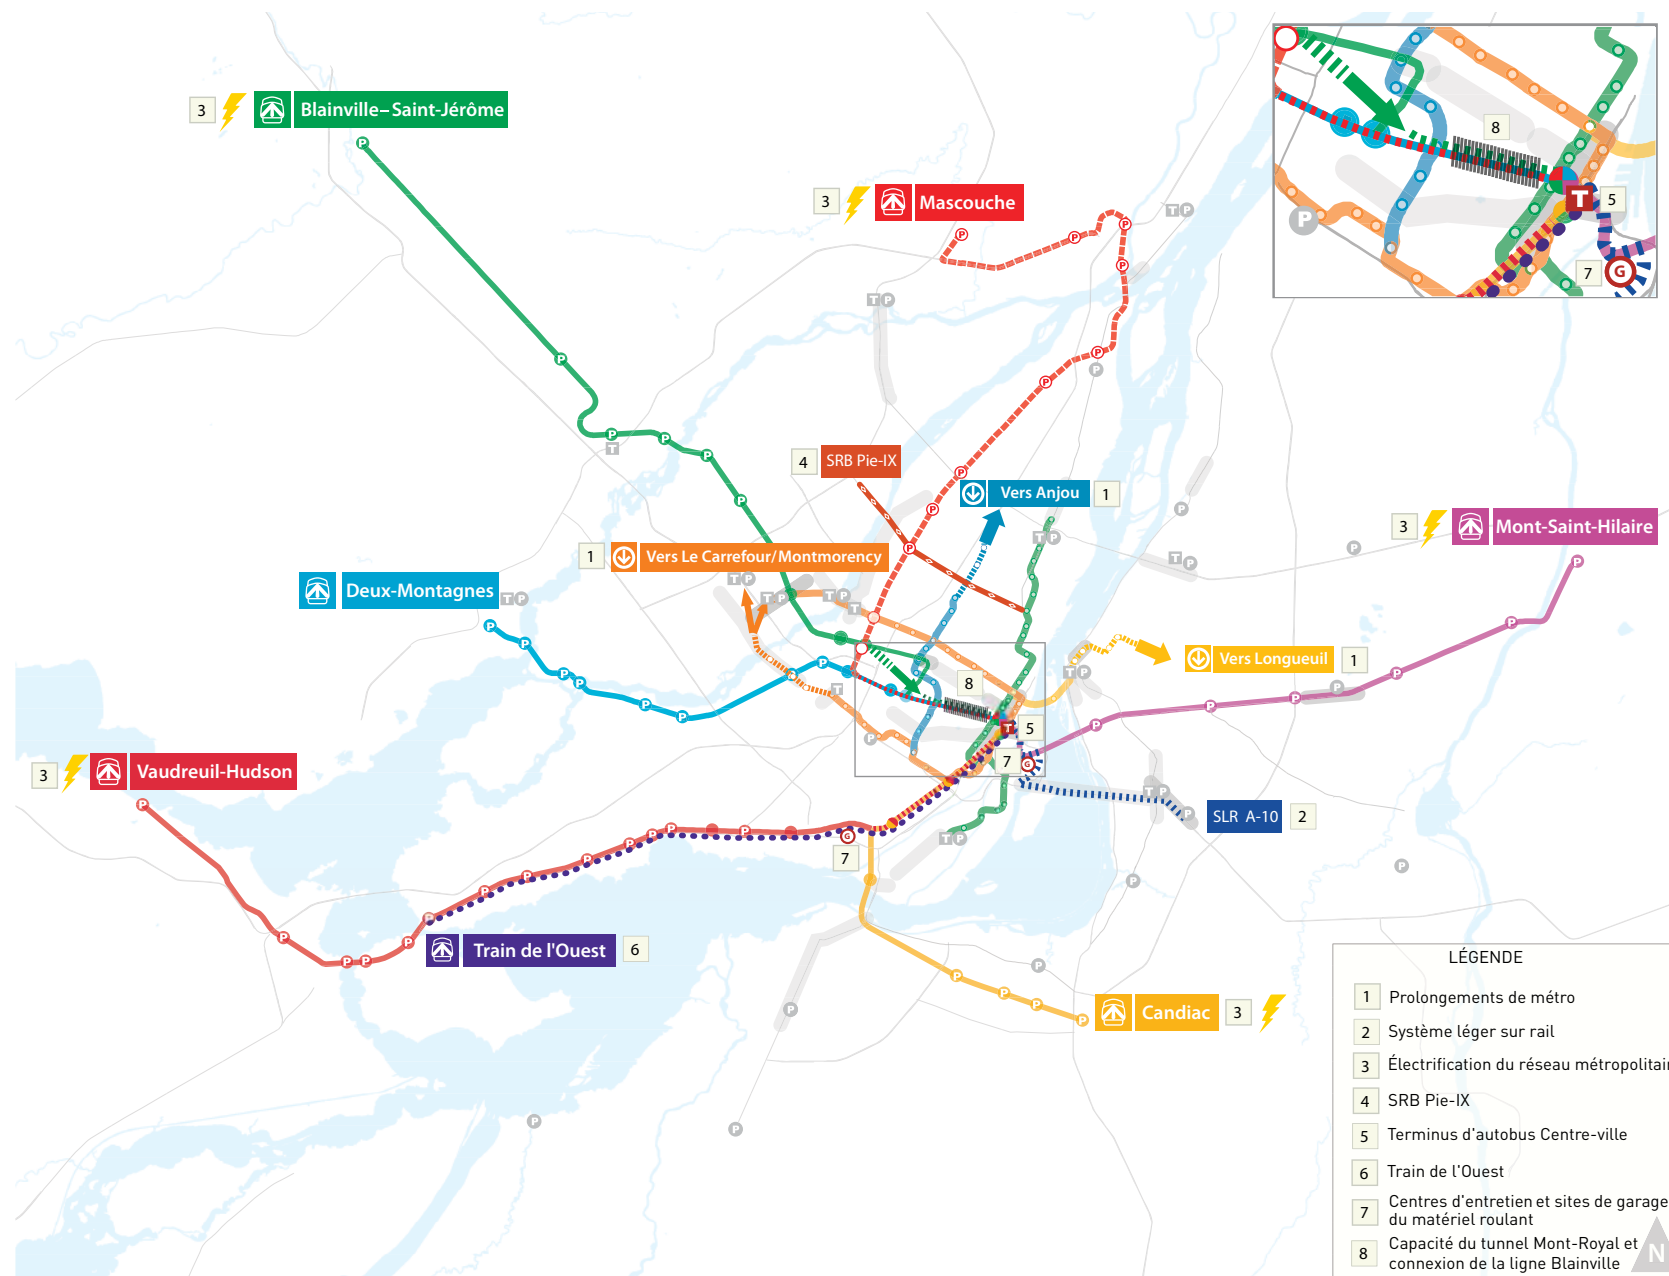 3 Blainville–Saint-Jérôme
8
3 Mascouche
5
T P
P
7
G
T P
4 SRB Pie-IX
Vers Anjou 1
3 Mont-Saint-Hilaire
1 Vers Le Carrefour/Montmorency
Deux-Montagnes T P
Vers Longueuil 1
8
5
3 Vaudreuil-Hudson
7
G
SLR A-10 2
G
7
Train de l'Ouest 6
Candiac 3
LÉGENDE
1 Prolongements de métro
2 Système léger sur rail
3 Électrification du réseau métropolitain
4 SRB Pie-IX
5 Terminus d'autobus Centre-ville
6 Train de l'Ouest
7 Centres d'entretien et sites de garage
du matériel roulant
8 Capacité du tunnel Mont-Royal et
connexion de la ligne Blainville
N